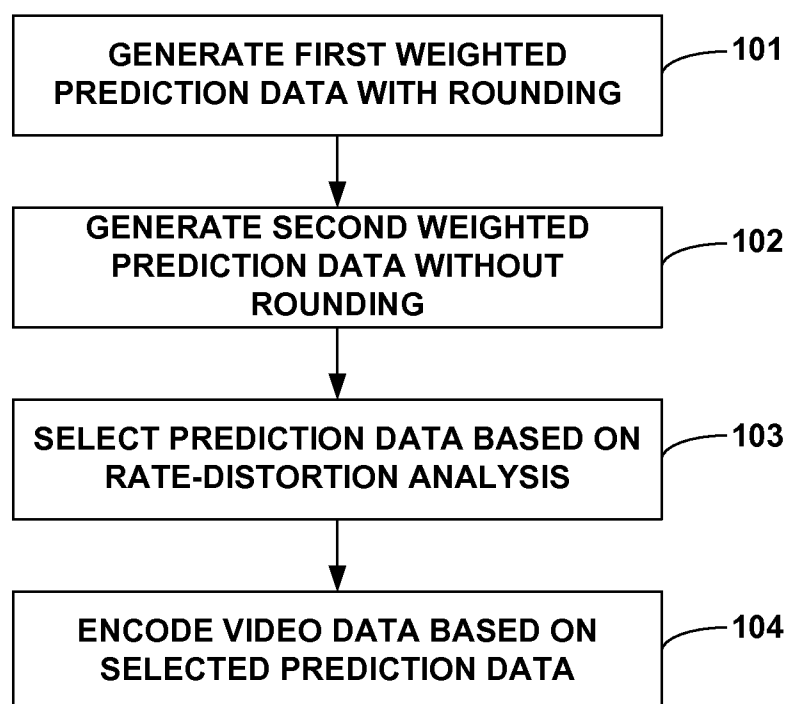 GENERATE FIRST WEIGHTED
PREDICTION DATA WITH ROUNDING
101
GENERATE SECOND WEIGHTED
PREDICTION DATA WITHOUT
ROUNDING
102
SELECT PREDICTION DATA BASED ON
RATE-DISTORTION ANALYSIS
103
ENCODE VIDEO DATA BASED ON
SELECTED PREDICTION DATA
104